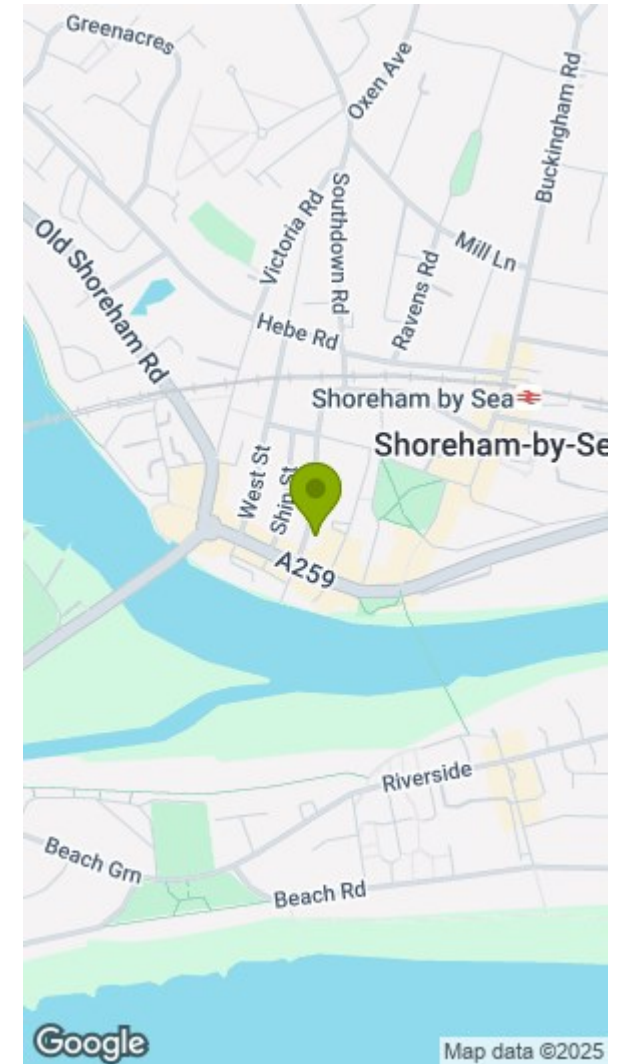 Greenacres
Oxen Ave
Buckingham Rd
Victoria Rd
Southdown Rd
Mill Ln
Old Shoreham Rd
Ravens Rd
Hebe Rd
Shoreham by Sea
Shoreham-by-Se
West St
Ship St
A259
Riverside
Beach Grn
Beach Rd
Google
Map data ©2025